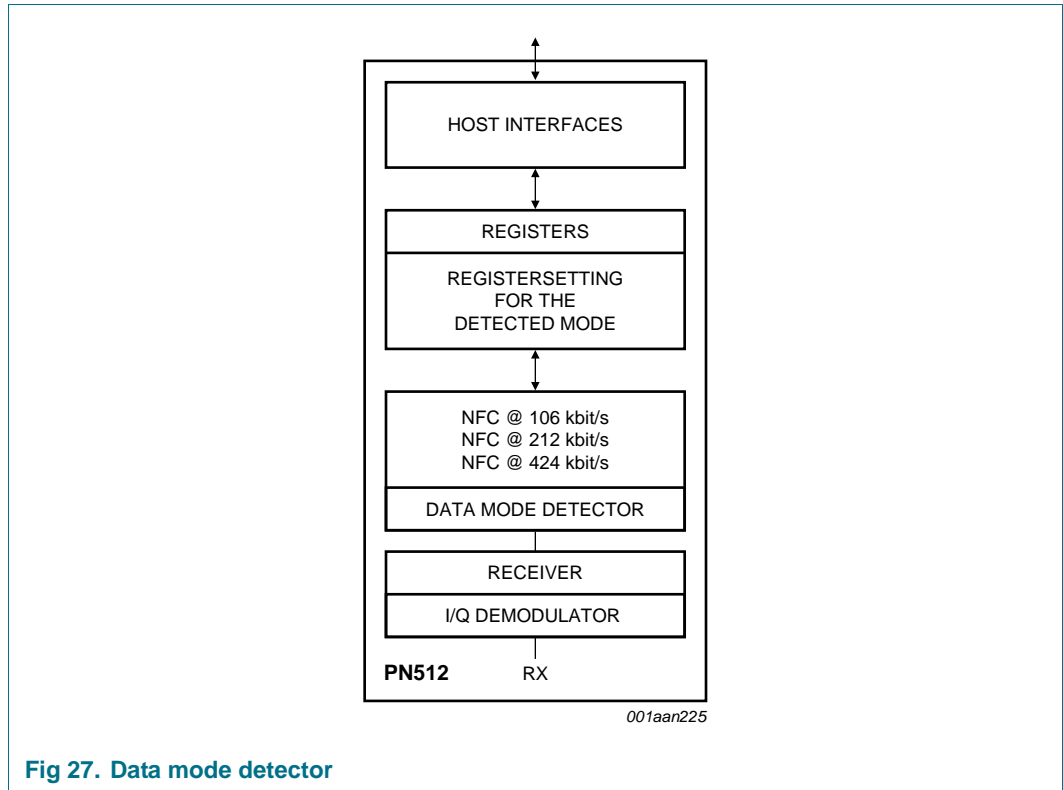 HOST INTERFACES
REGISTERS
REGISTERSETTING
FOR THE
DETECTED MODE
NFC @ 106 kbit/s
NFC @ 212 kbit/s
NFC @ 424 kbit/s
DATA MODE DETECTOR
RECEIVER
I/Q DEMODULATOR
PN512 RX
001aan225
Fig 27. Data mode detector